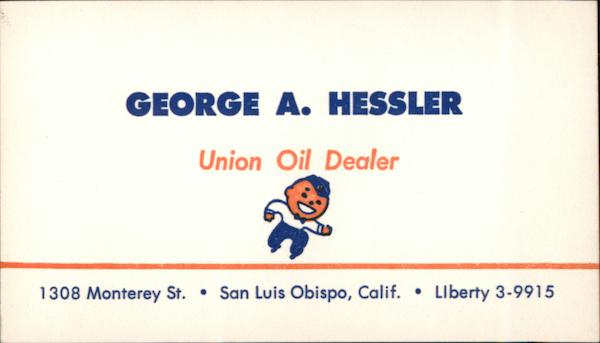 GEORGE A. HESSLER
Union Oil Dealer
1308 Monterey St. • San Luis Obispo, Calif. • LIberty 3-9915